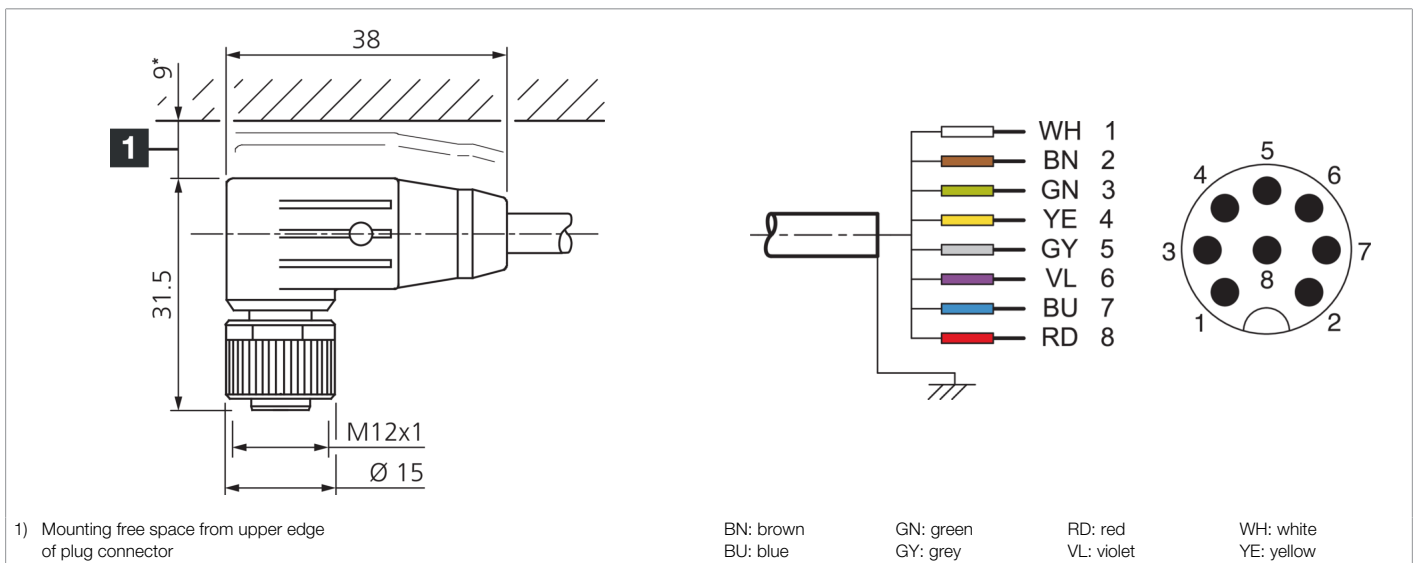 38
9*
1
31.5
M12x1
Ø 15
WH 1
BN 2
GN 3
YE 4
GY 5
VL 6
BU 7
RD 8
5
4
6
3
7
8
1
2
1) Mounting free space from upper edge
of plug connector
BN: brown GN: green RD: red WH: white
BU: blue GY: grey VL: violet YE: yellow